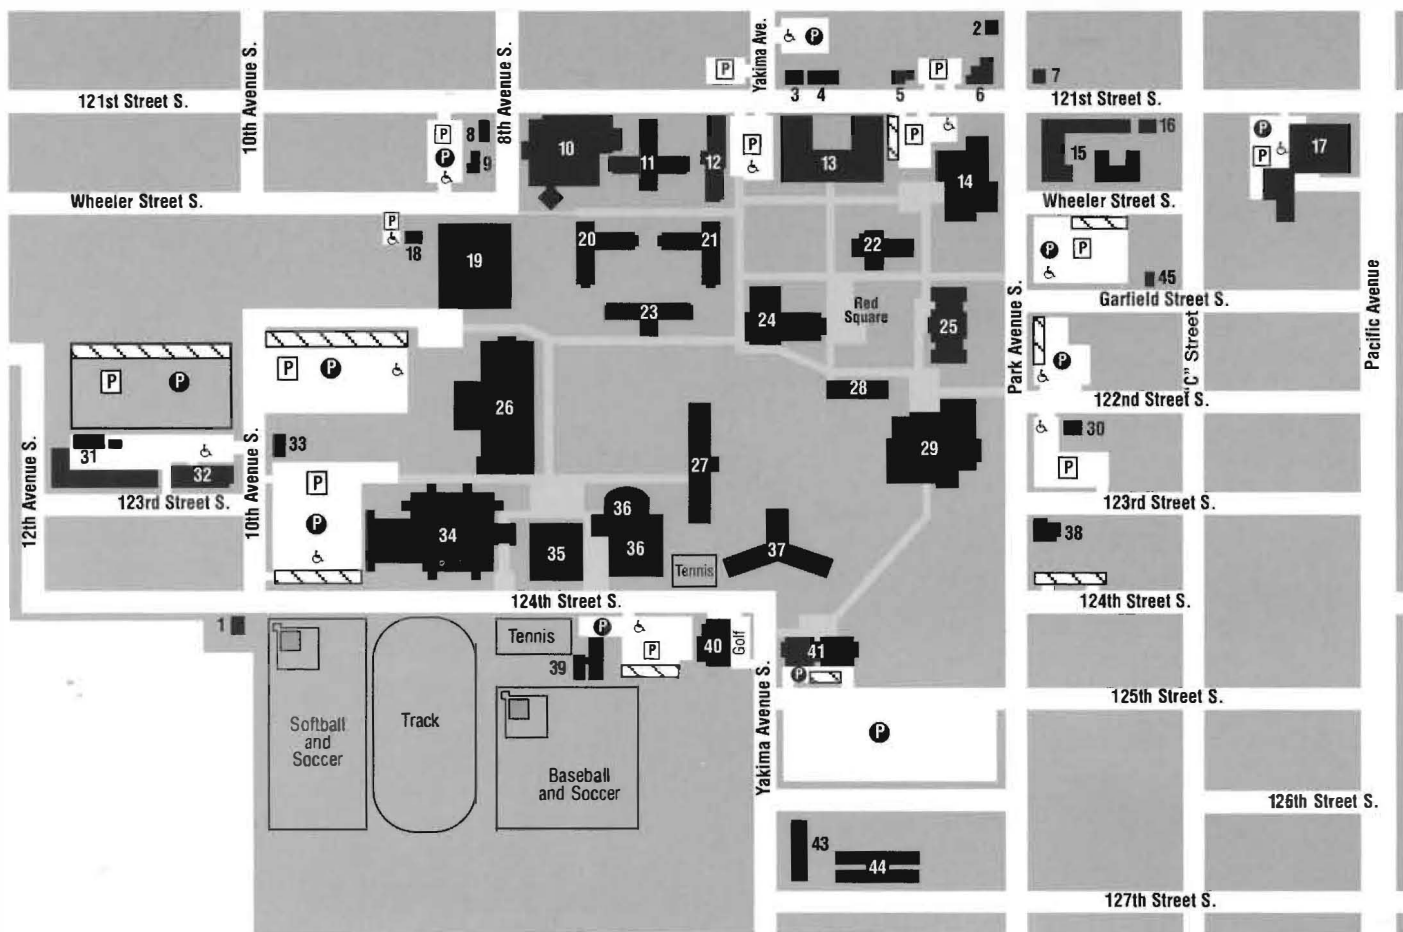 10th Avenue S.
8th Avenue S.
Yakima Ave.
P
2
P
P
3
4
5
6
7
121st Street S.
121st Street S.
P
P
8
9
10
11
12
P
13
P
14
15
16
P
P
17
Wheeler Street S.
Wheeler Street S.
P
18
19
20
21
22
23
24
Red
Square
25
P
P
45
Garfield Street S.
Park Avenue S.
"C" Street
Pacific Avenue
P
P
P
P
26
28
P
122nd Street S.
12th Avenue S.
31
32
10th Avenue S.
33
27
29
30
P
123rd Street S.
P
P
123rd Street S.
34
35
36
36
37
38
Tennis
124th Street S.
124th Street S.
1
Tennis
P
P
39
40
Golf
41
P
Yakima Avenue S.
125th Street S.
Softball
and
Soccer
Track
Baseball
and Soccer
P
126th Street S.
43
44
127th Street S.